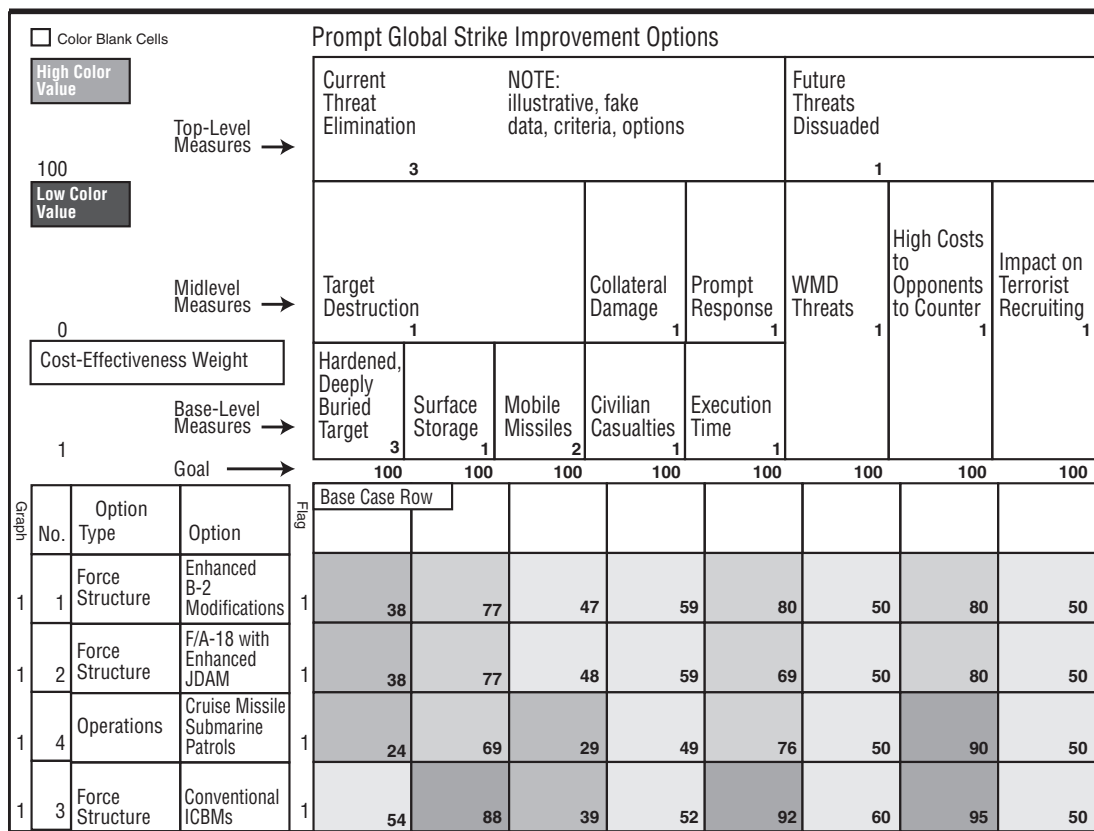 Color Blank Cells
Prompt Global Strike Improvement Options
High Color
Value
100
Low Color
Value
0
Cost-Effectiveness Weight
1
Top-Level
Measures
Current
Threat
Elimination
3
NOTE:
illustrative, fake
data, criteria, options
Future
Threats
Dissuaded
1
Midlevel
Measures
Target
Destruction
1
Collateral
Damage
1
Prompt
Response
1
WMD
Threats
1
High Costs
to
Opponents
to Counter
1
Impact on
Terrorist
Recruiting
1
Base-Level
Measures
Hardened,
Deeply
Buried
Target
3
Surface
Storage
1
Mobile
Missiles
2
Civilian
Casualties
1
Execution
Time
1
Goal
100 100 100 100 100 100 100 100
Graph
No.
Option
Type
Option
Flag
Base Case Row
1 1
Force
Structure
Enhanced
B-2
Modifications
1 38 77 47 59 80 50 80 50
1 2
Force
Structure
F/A-18 with
Enhanced
JDAM
1 38 77 48 59 69 50 80 50
1 4
Operations
Cruise Missile
Submarine
Patrols
1 24 69 29 49 76 50 90 50
1 3
Force
Structure
Conventional
ICBMs
1 54 88 39 52 92 60 95 50